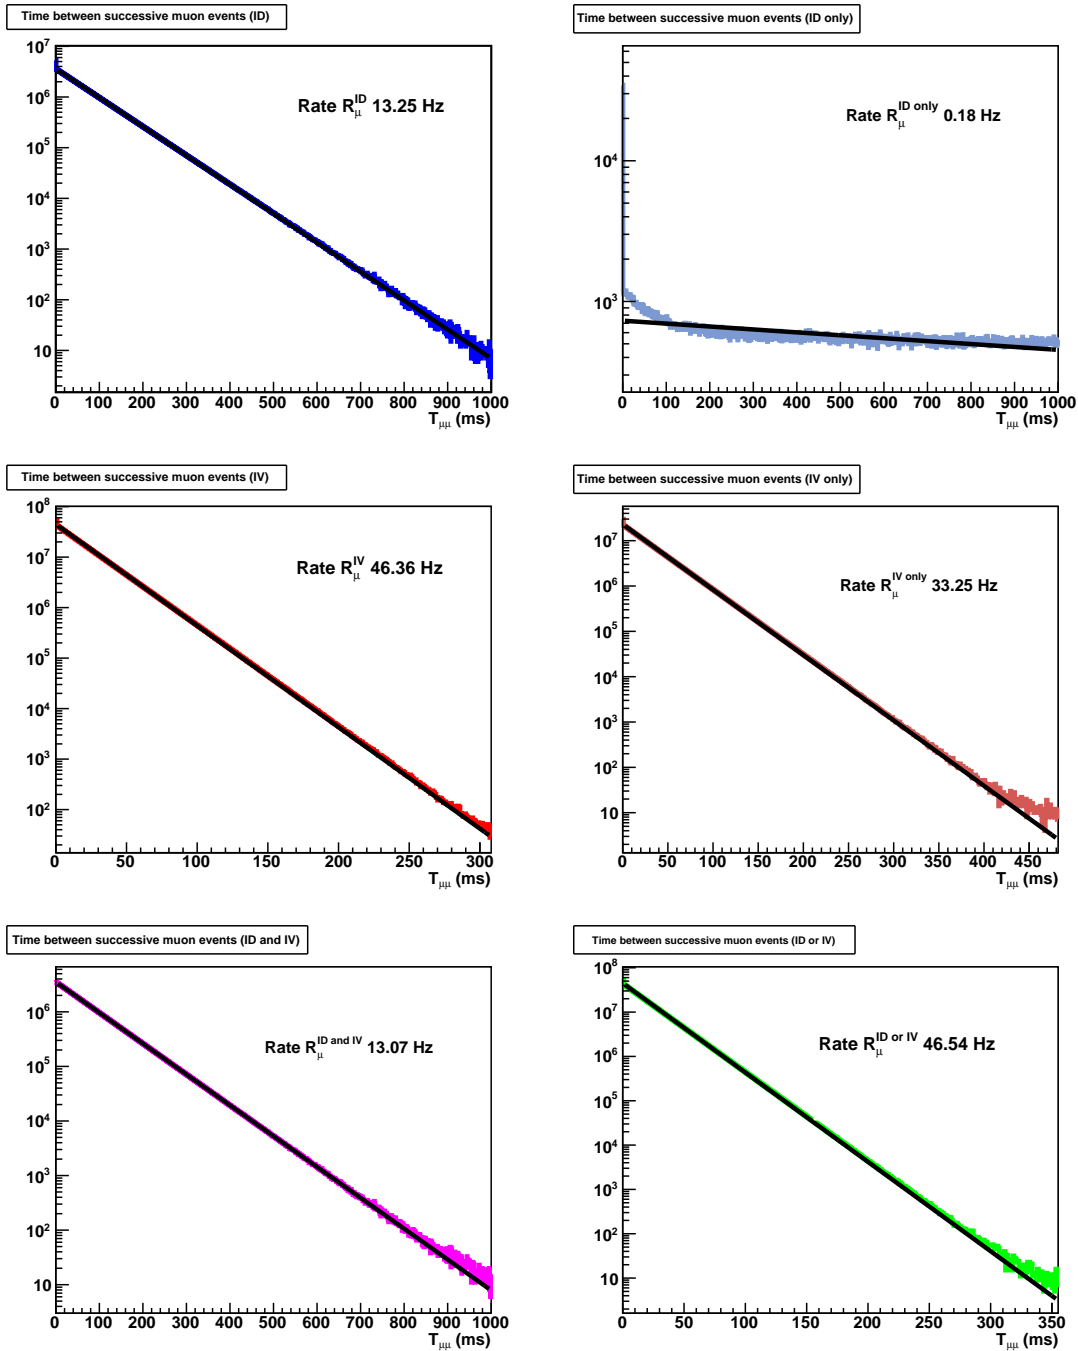 Time between successive muon events (ID)
Rate R_μ^ID 13.25 Hz
10^7
10^6
10^5
10^4
10^3
10^2
10
0 100 200 300 400 500 600 700 800 900 1000
T_μμ (ms)
Time between successive muon events (ID only)
Rate R_μ^ID only 0.18 Hz
10^4
10^3
0 100 200 300 400 500 600 700 800 900 1000
T_μμ (ms)
Time between successive muon events (IV)
Rate R_μ^IV 46.36 Hz
10^8
10^7
10^6
10^5
10^4
10^3
10^2
0 50 100 150 200 250 300
T_μμ (ms)
Time between successive muon events (IV only)
Rate R_μ^IV only 33.25 Hz
10^7
10^6
10^5
10^4
10^3
10^2
10
0 50 100 150 200 250 300 350 400 450
T_μμ (ms)
Time between successive muon events (ID and IV)
Rate R_μ^ID and IV 13.07 Hz
10^6
10^5
10^4
10^3
10^2
10
0 100 200 300 400 500 600 700 800 900 1000
T_μμ (ms)
Time between successive muon events (ID or IV)
Rate R_μ^ID or IV 46.54 Hz
10^8
10^7
10^6
10^5
10^4
10^3
10^2
10
0 50 100 150 200 250 300 350
T_μμ (ms)